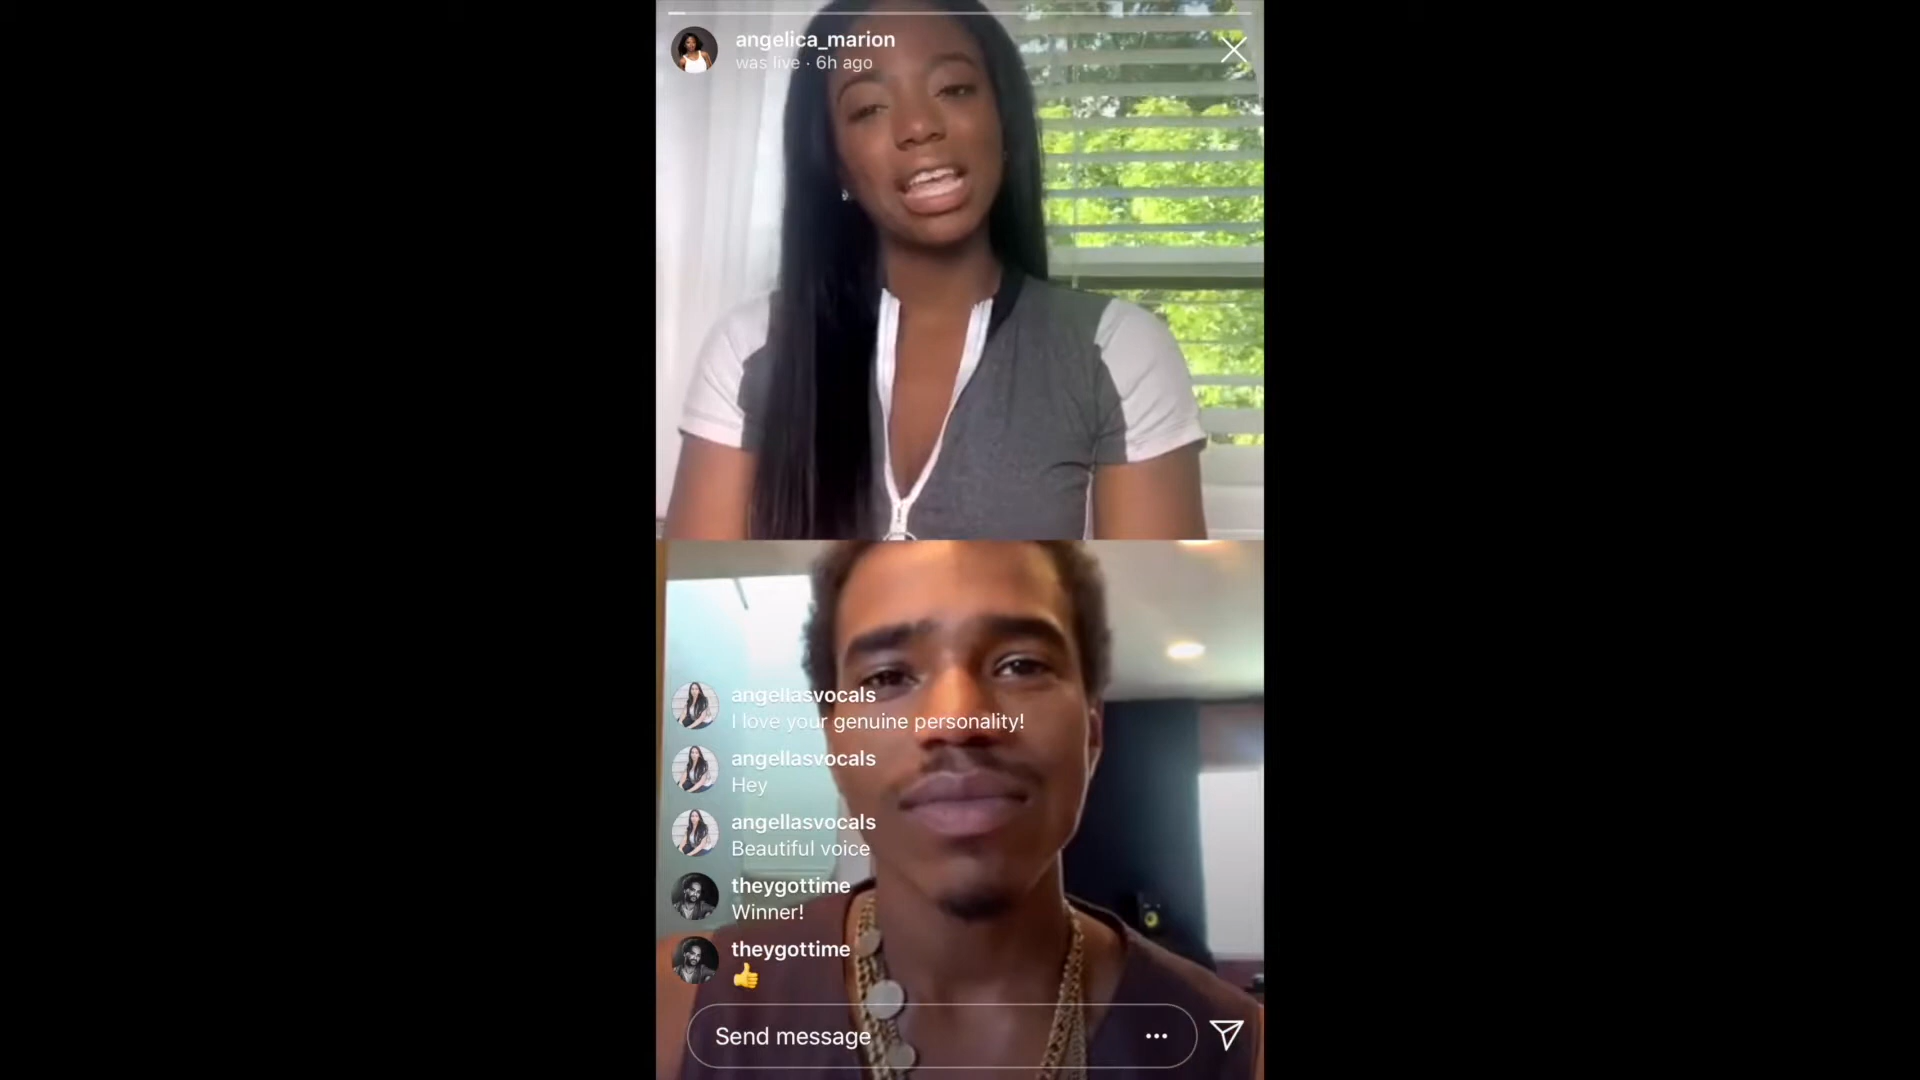 angelica_marion
was live · 6h ago
angellasvocals
I love your genuine personality!
angellasvocals
Hey
angellasvocals
Beautiful voice
theygottime
Winner!
theygottime
👍
Send message